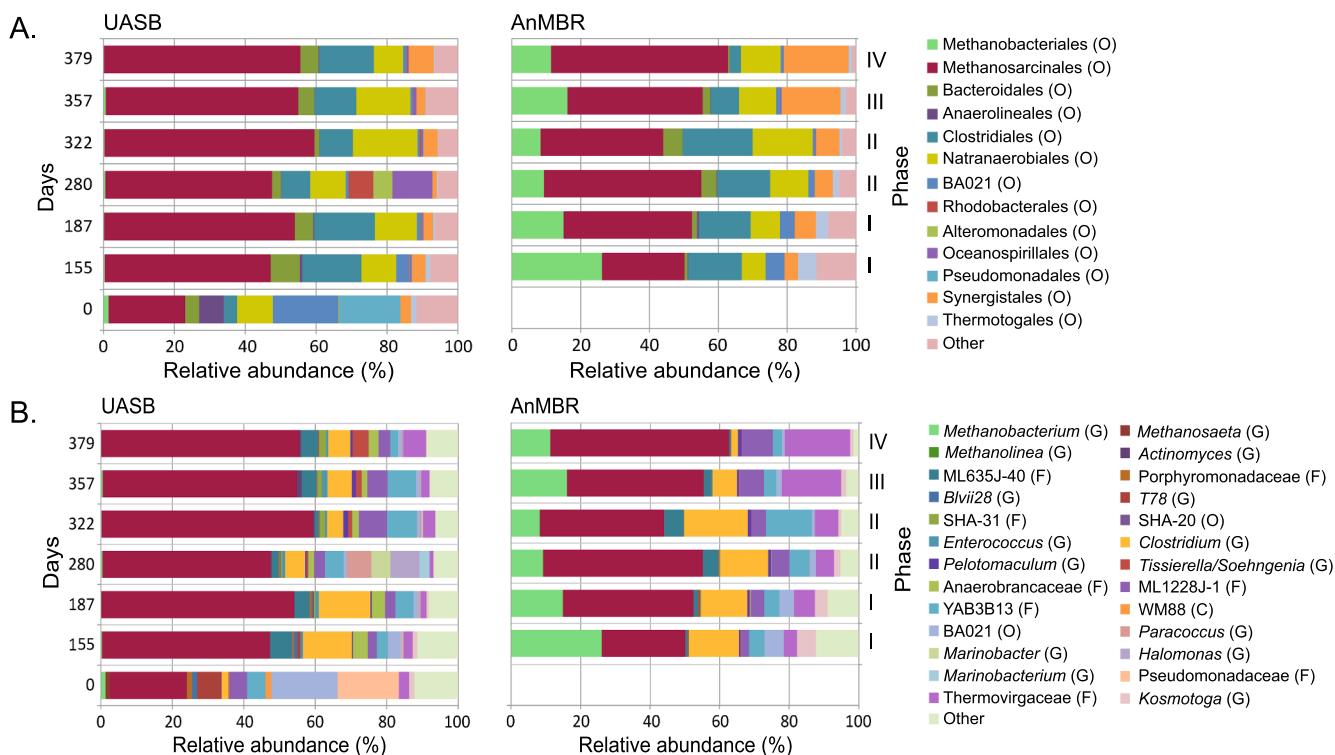 A.
UASB
AnMBR
379
IV
357
III
322
II
280
II
187
I
155
I
0
Days
Phase
0 20 40 60 80 100
0 20 40 60 80 100
Relative abundance (%)
Relative abundance (%)
Methanobacteriales (O)
Methanosarcinales (O)
Bacteroidales (O)
Anaerolineales (O)
Clostridiales (O)
Natranaerobiales (O)
BA021 (O)
Rhodobacterales (O)
Alteromonadales (O)
Oceanospirillales (O)
Pseudomonadales (O)
Synergistales (O)
Thermotogales (O)
Other
B.
UASB
AnMBR
379
IV
357
III
322
II
280
II
187
I
155
I
0
Days
Phase
0 20 40 60 80 100
0 20 40 60 80 100
Relative abundance (%)
Relative abundance (%)
Methanobacterium (G) Methanosaeta (G)
Methanolinea (G) Actinomyces (G)
ML635J-40 (F) Porphyromonadaceae (F)
Blvii28 (G) T78 (G)
SHA-31 (F) SHA-20 (O)
Enterococcus (G) Clostridium (G)
Pelotomaculum (G) Tissierella/Soehngenia (G)
Anaerobrancaceae (F) ML1228J-1 (F)
YAB3B13 (F) WM88 (C)
BA021 (O) Paracoccus (G)
Marinobacter (G) Halomonas (G)
Marinobacterium (G) Pseudomonadaceae (F)
Thermovirgaceae (F) Kosmotoga (G)
Other